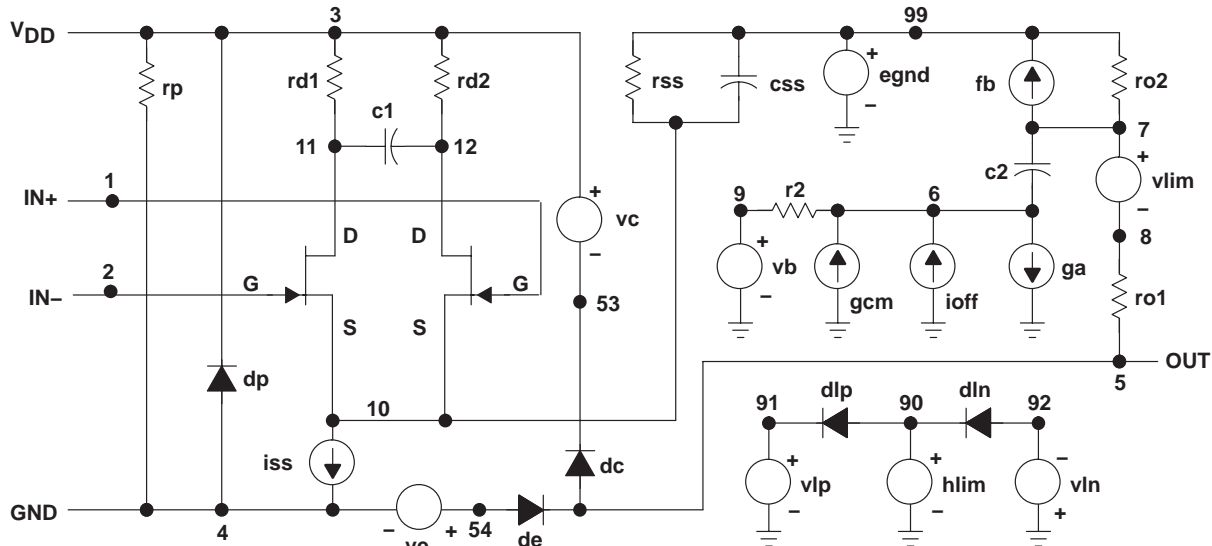 3
99
VDD
rp
rd1
rd2
c1
11
12
rss
css
+
egnd
−
fb
ro2
7
c2
+
vlim
−
8
IN+
1
9
r2
6
D
D
+
vc
−
+
vb
−
gcm
ioff
ga
ro1
2
IN−
G
G
53
S
S
OUT
5
dp
10
91
dlp
90
dln
92
iss
dc
+
vlp
−
+
hlim
−
−
vln
+
GND
4
−
+
54
de